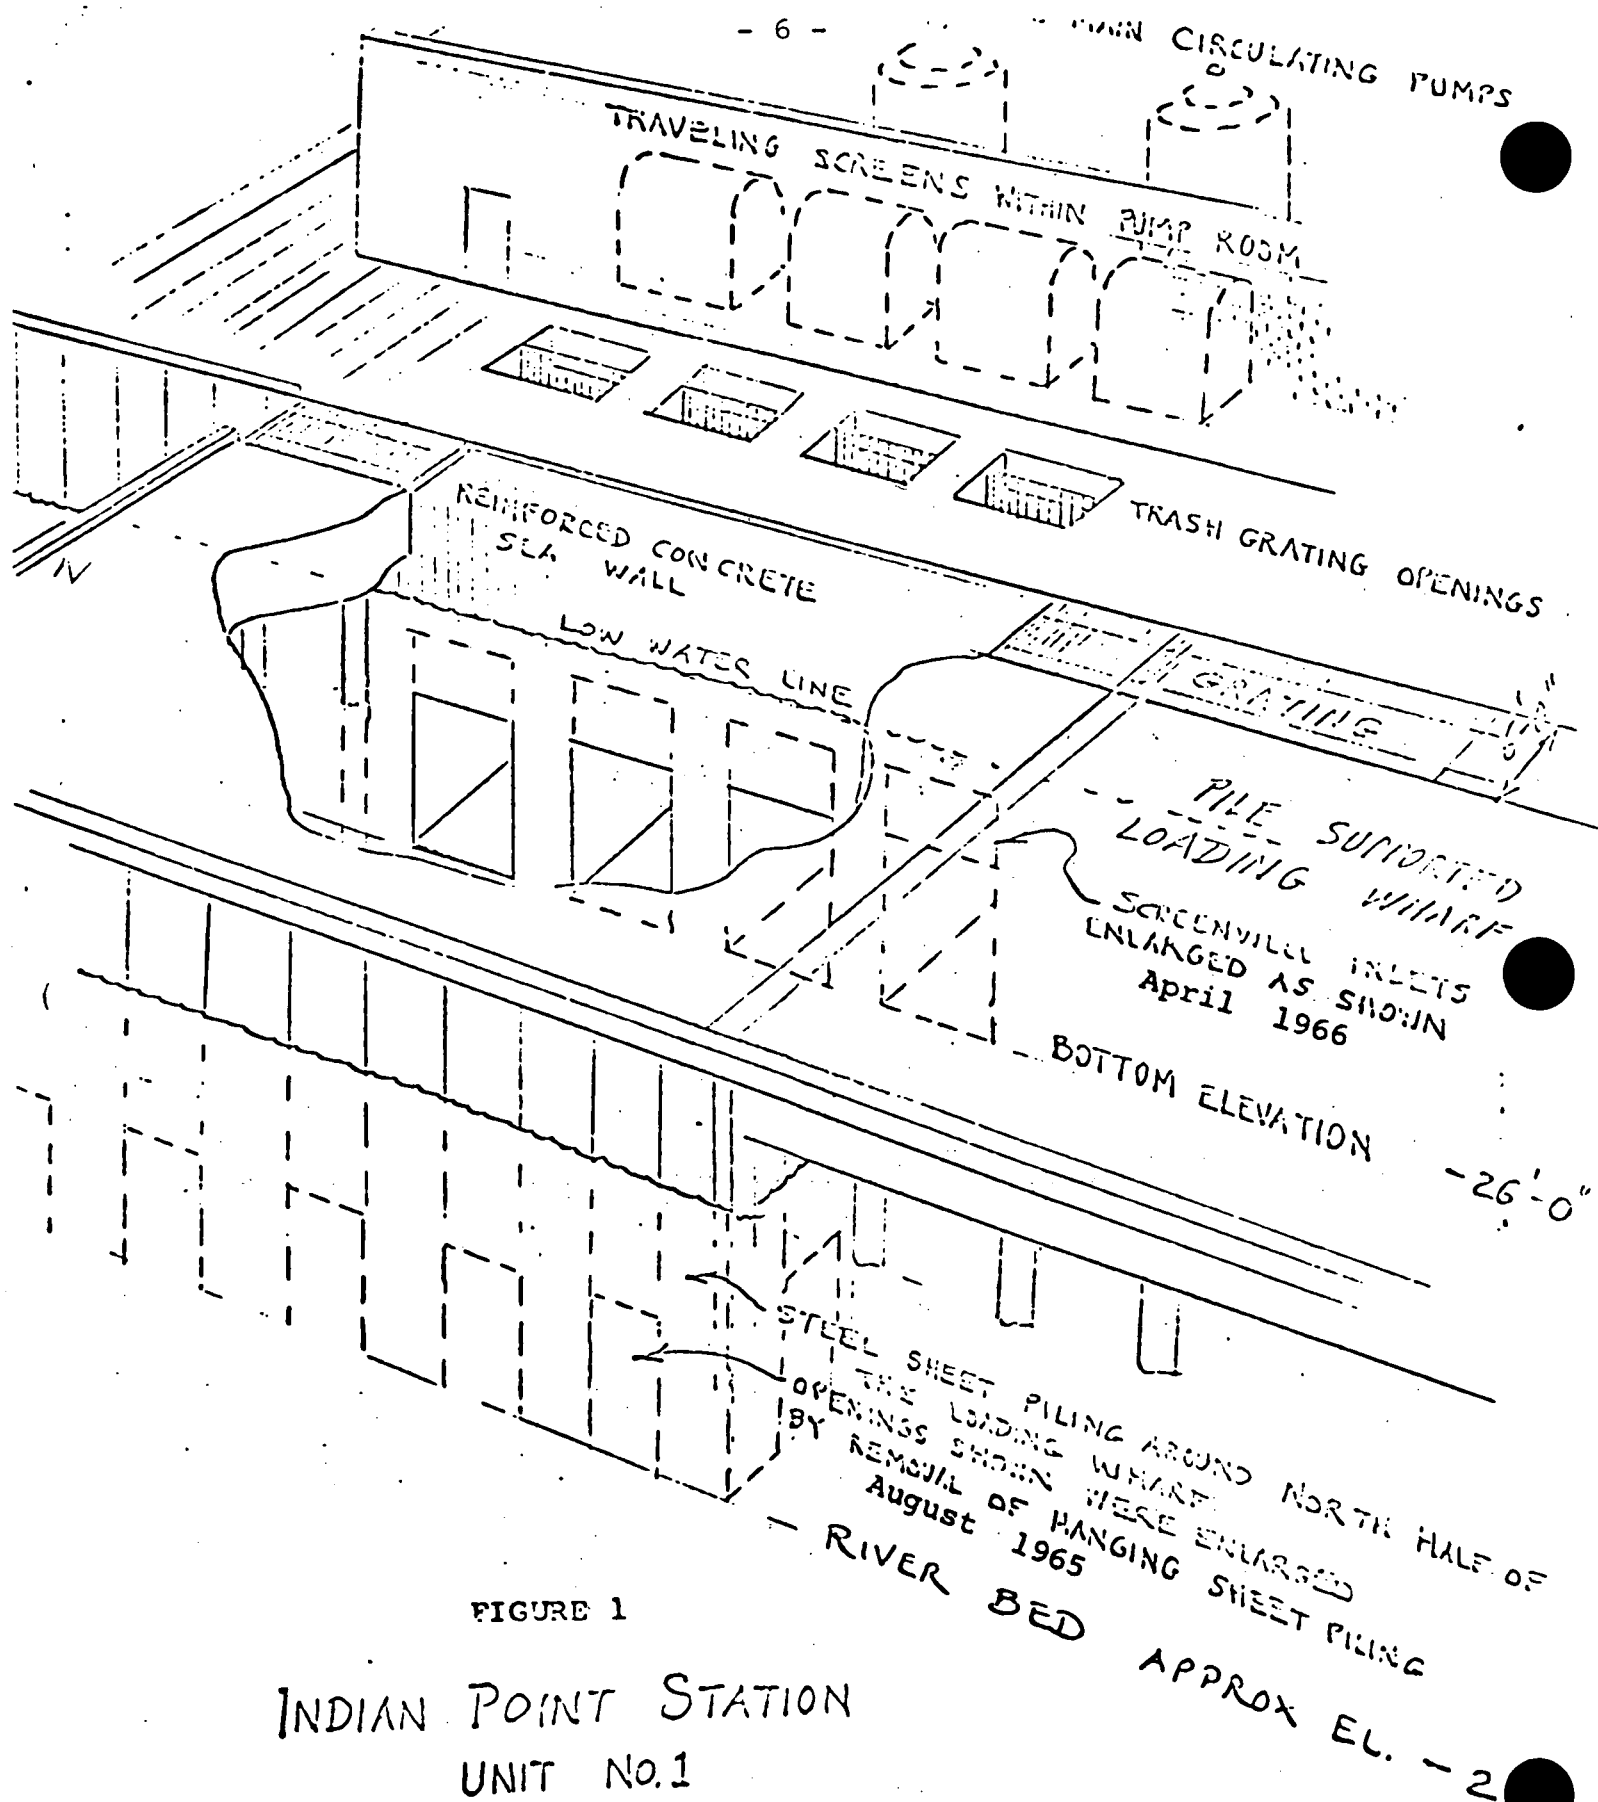 - 6 -
MAIN CIRCULATING PUMPS
TRAVELING SCREENS WITHIN PUMP ROOM
TRASH GRATING OPENINGS
REINFORCED CONCRETE
SEA WALL
LOW WATER LINE
GRATING
PILE SUPPORTED
LOADING WHARF
SCREENWELL INLETS
ENLARGED AS SHOWN
April 1966
BOTTOM ELEVATION -26'-0"
STEEL SHEET PILING AROUND NORTH HALF OF
THE LOADING WHARF
OPENINGS SHOWN WERE ENLARGED
BY REMOVAL OF HANGING SHEET PILING
August 1965
RIVER BED APPROX EL. - 2
FIGURE 1
INDIAN POINT STATION
UNIT NO.1